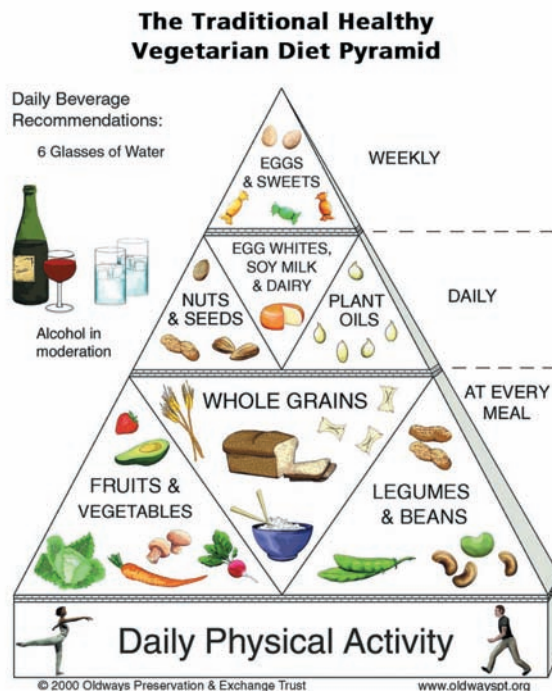 The Traditional Healthy
Vegetarian Diet Pyramid
Daily Beverage
Recommendations:
6 Glasses of Water
Alcohol in
moderation
EGGS
& SWEETS
WEEKLY
EGG WHITES,
SOY MILK
& DAIRY
NUTS
& SEEDS
PLANT
OILS
DAILY
WHOLE GRAINS
AT EVERY
MEAL
FRUITS &
VEGETABLES
LEGUMES
& BEANS
Daily Physical Activity
© 2000 Oldways Preservation & Exchange Trust
www.oldwayspt.org